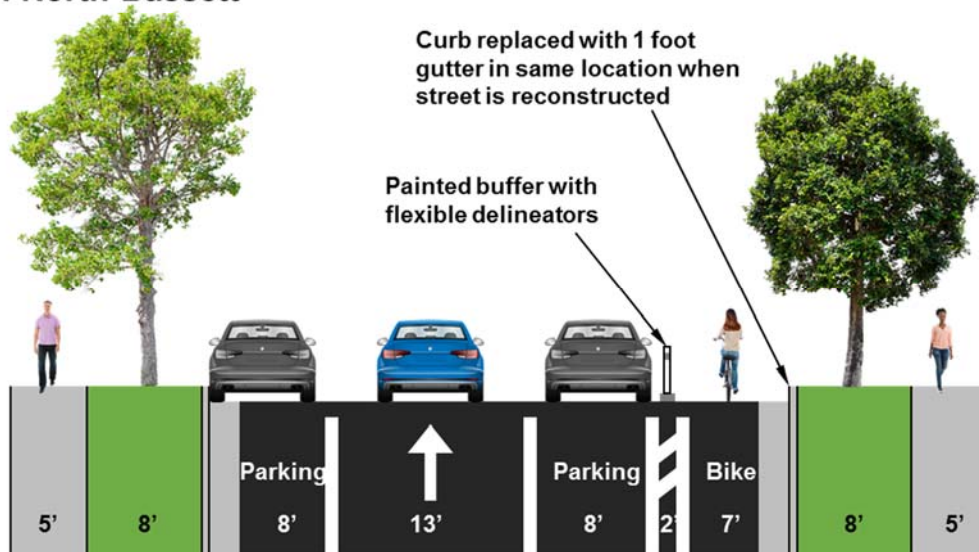 Curb replaced with 1 foot
gutter in same location when
street is reconstructed
Painted buffer with
flexible delineators
Parking
Parking
Bike
5’
8’
8’
13’
8’
2’
7’
8’
5’